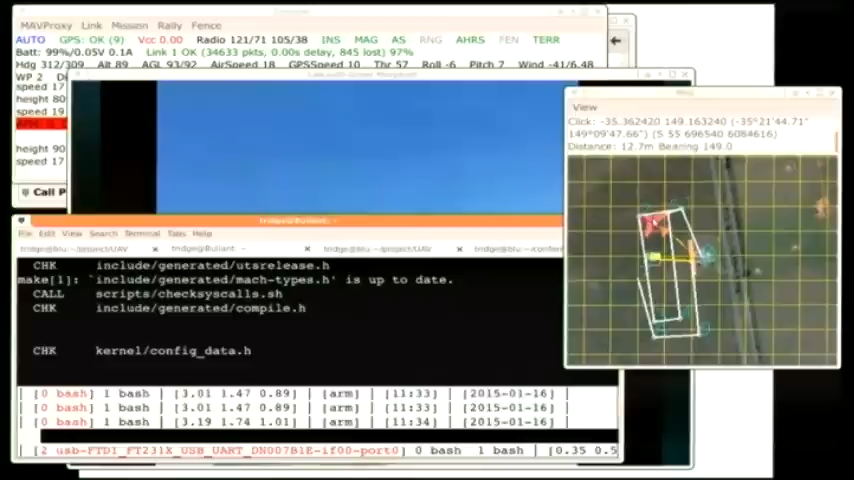 MAVProxy Link Mission Rally Fence
AUTO GPS: OK (9) Vcc 0.00 Radio 121/71 105/38 INS MAG AS RNG AHRS FEN TERR
Batt: 99%/0.05V 0.1A Link 1 OK (34633 pkts, 0.00s delay, 845 lost) 97%
Hdg 312/309 Alt 89 AGL 93/92 AirSpeed 18 GPSSpeed 10 Thr 57 Roll -6 Pitch 7 Wind -41/6.48
WP 2
speed 17
height 80
speed 19
height 90
speed 17
Call
View
Click: -35.362420 149.163240 (-35°21'44.71"
149°09'47.66") (S 55 696540 6084616)
Distance: 12.7m Bearing 149.0
File Edit View Search Terminal Tabs Help
CHK include/generated/utsrelease.h
make[1]: `include/generated/mach-types.h' is up to date.
CALL scripts/checksyscalls.sh
CHK include/generated/compile.h
CHK kernel/config_data.h
| [0 bash] 1 bash | [3.01 1.47 0.89] | [arm] | [11:33] | [2015-01-16] |
| [0 bash] 1 bash | [3.01 1.47 0.89] | [arm] | [11:33] | [2015-01-16] |
| [0 bash] 1 bash | [3.19 1.74 1.01] | [arm] | [11:34] | [2015-01-16] |
| [2 usb-FTDI_FT231X_USB_UART_DN007B1E-if00-port0] 0 bash 1 bash | [0.35 0.5